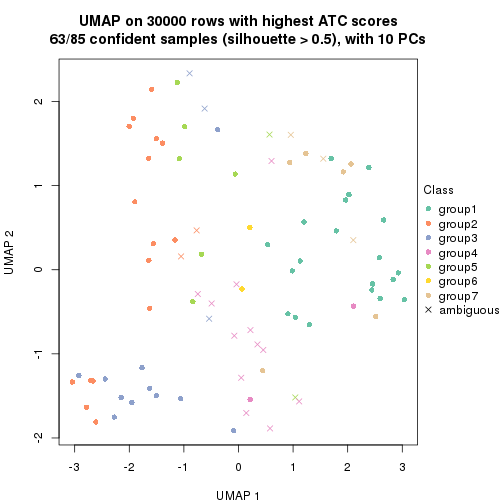 UMAP on 30000 rows with highest ATC scores
63/85 confident samples (silhouette > 0.5), with 10 PCs
2
1
0
-1
-2
UMAP 2
-3
-2
-1
0
1
2
3
UMAP 1
Class
group1
group2
group3
group4
group5
group6
group7
ambiguous